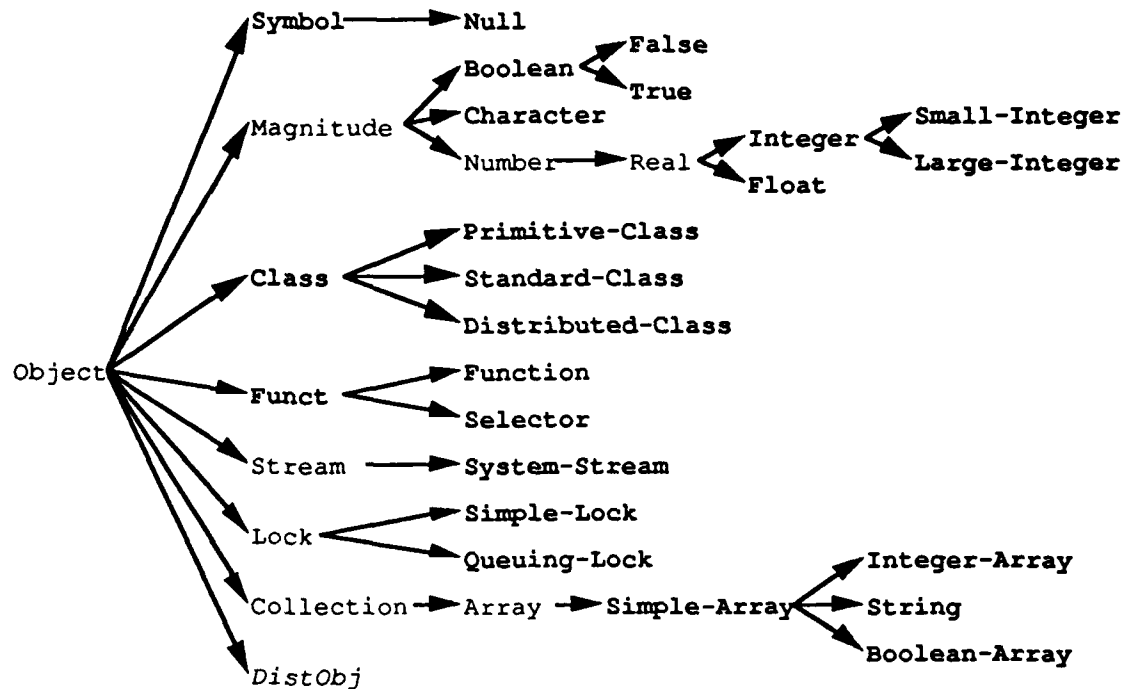 Symbol Null
False
Boolean
True
Character
Magnitude
Small-Integer
Integer
Number Real
Large-Integer
Float
Primitive-Class
Class Standard-Class
Distributed-Class
Object
Function
Funct
Selector
Stream System-Stream
Simple-Lock
Lock
Queuing-Lock
Integer-Array
Collection Array Simple-Array String
Boolean-Array
DistObj